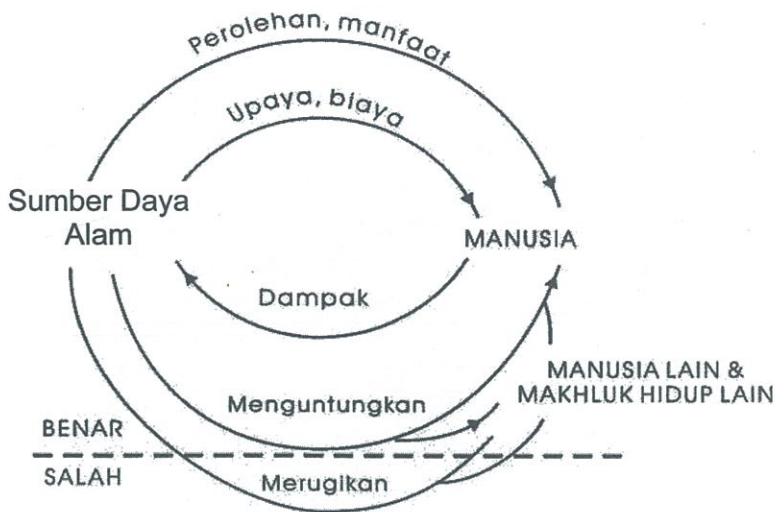 Perolehan, manfaat
Upaya, biaya
Sumber Daya
Alam
MANUSIA
Dampak
MANUSIA LAIN &
MAKHLUK HIDUP LAIN
Menguntungkan
BENAR
SALAH
Merugikan